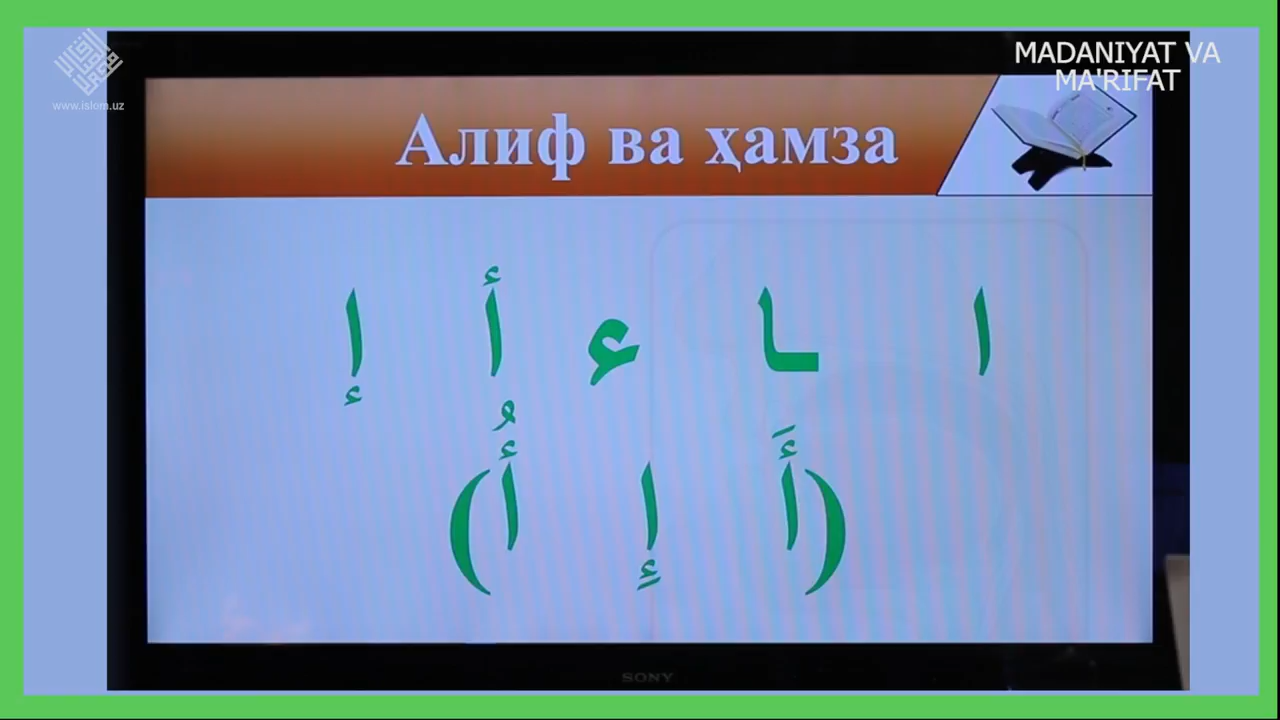 www.islom.uz
MADANIYAT VA
MA'RIFAT
Алиф ва ҳамза
ا ـا ء أ إ
(أَ إِ أُ)
SONY